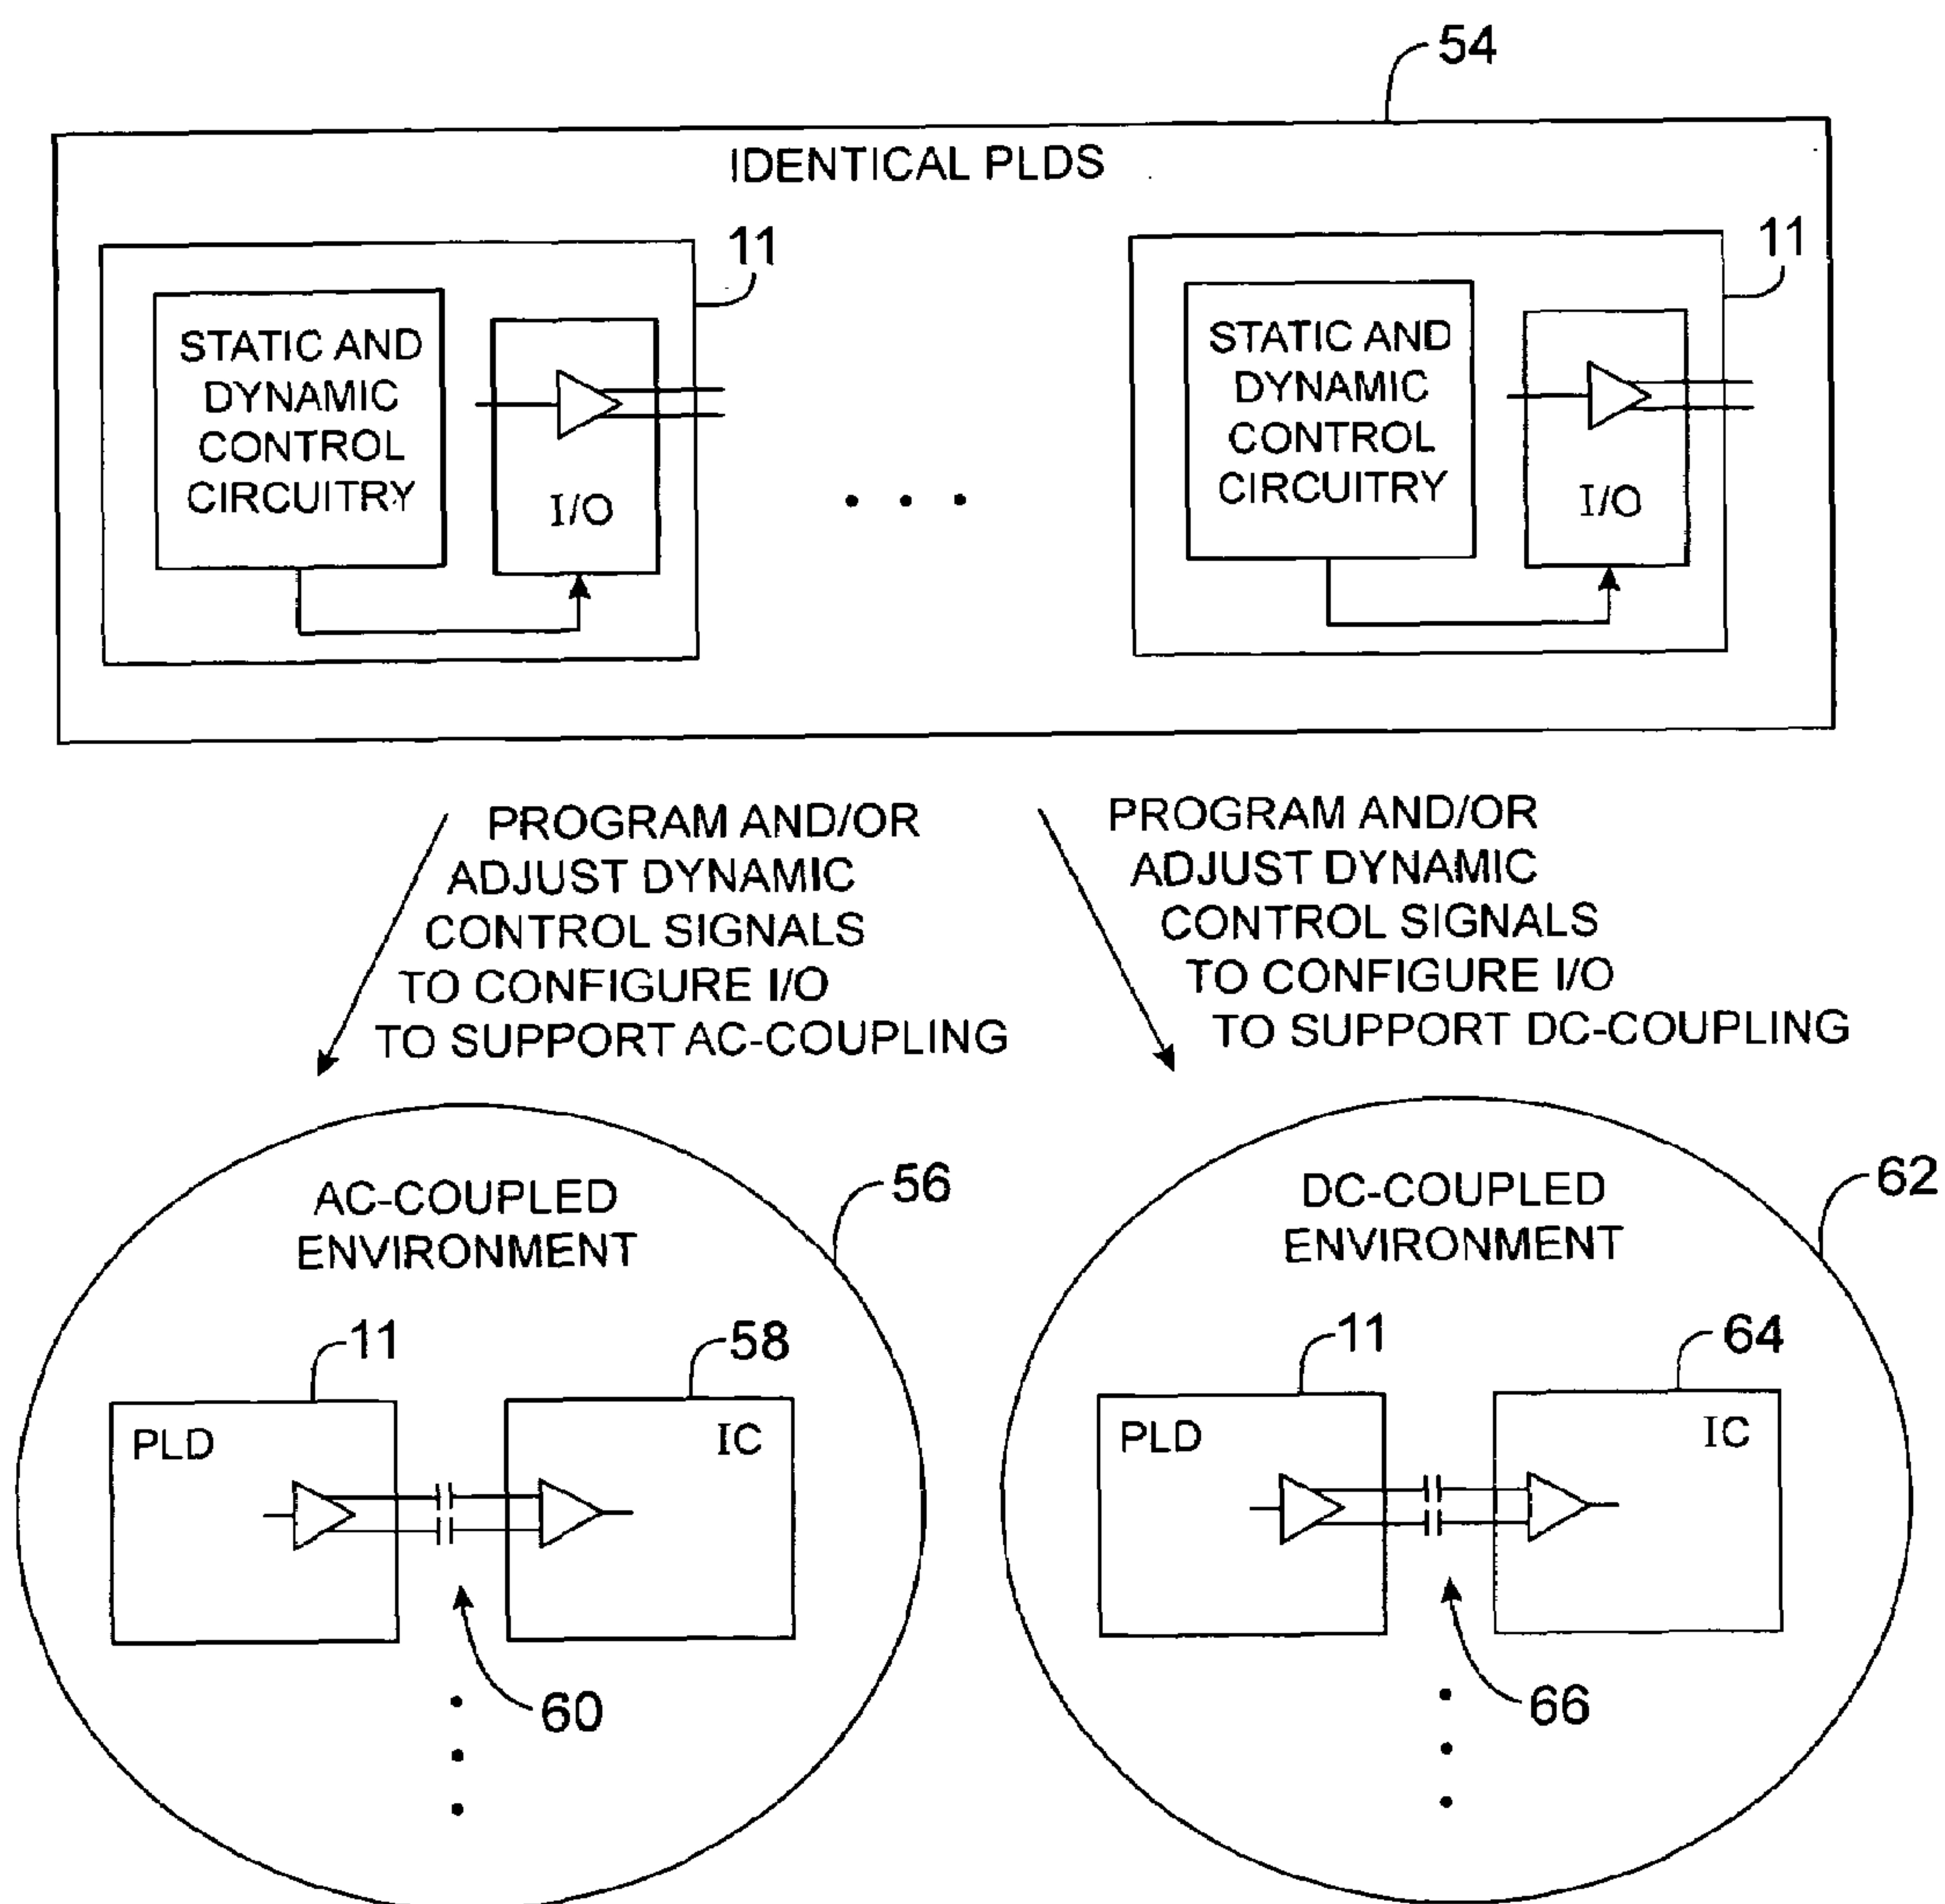 54
IDENTICAL PLDS
11
11
STATIC AND
DYNAMIC
CONTROL
CIRCUITRY
I/O
STATIC AND
DYNAMIC
CONTROL
CIRCUITRY
I/O
PROGRAM AND/OR
ADJUST DYNAMIC
CONTROL SIGNALS
TO CONFIGURE I/O
TO SUPPORT AC-COUPLING
PROGRAM AND/OR
ADJUST DYNAMIC
CONTROL SIGNALS
TO CONFIGURE I/O
TO SUPPORT DC-COUPLING
AC-COUPLED
ENVIRONMENT
56
11
58
PLD
IC
60
DC-COUPLED
ENVIRONMENT
62
11
64
PLD
IC
66